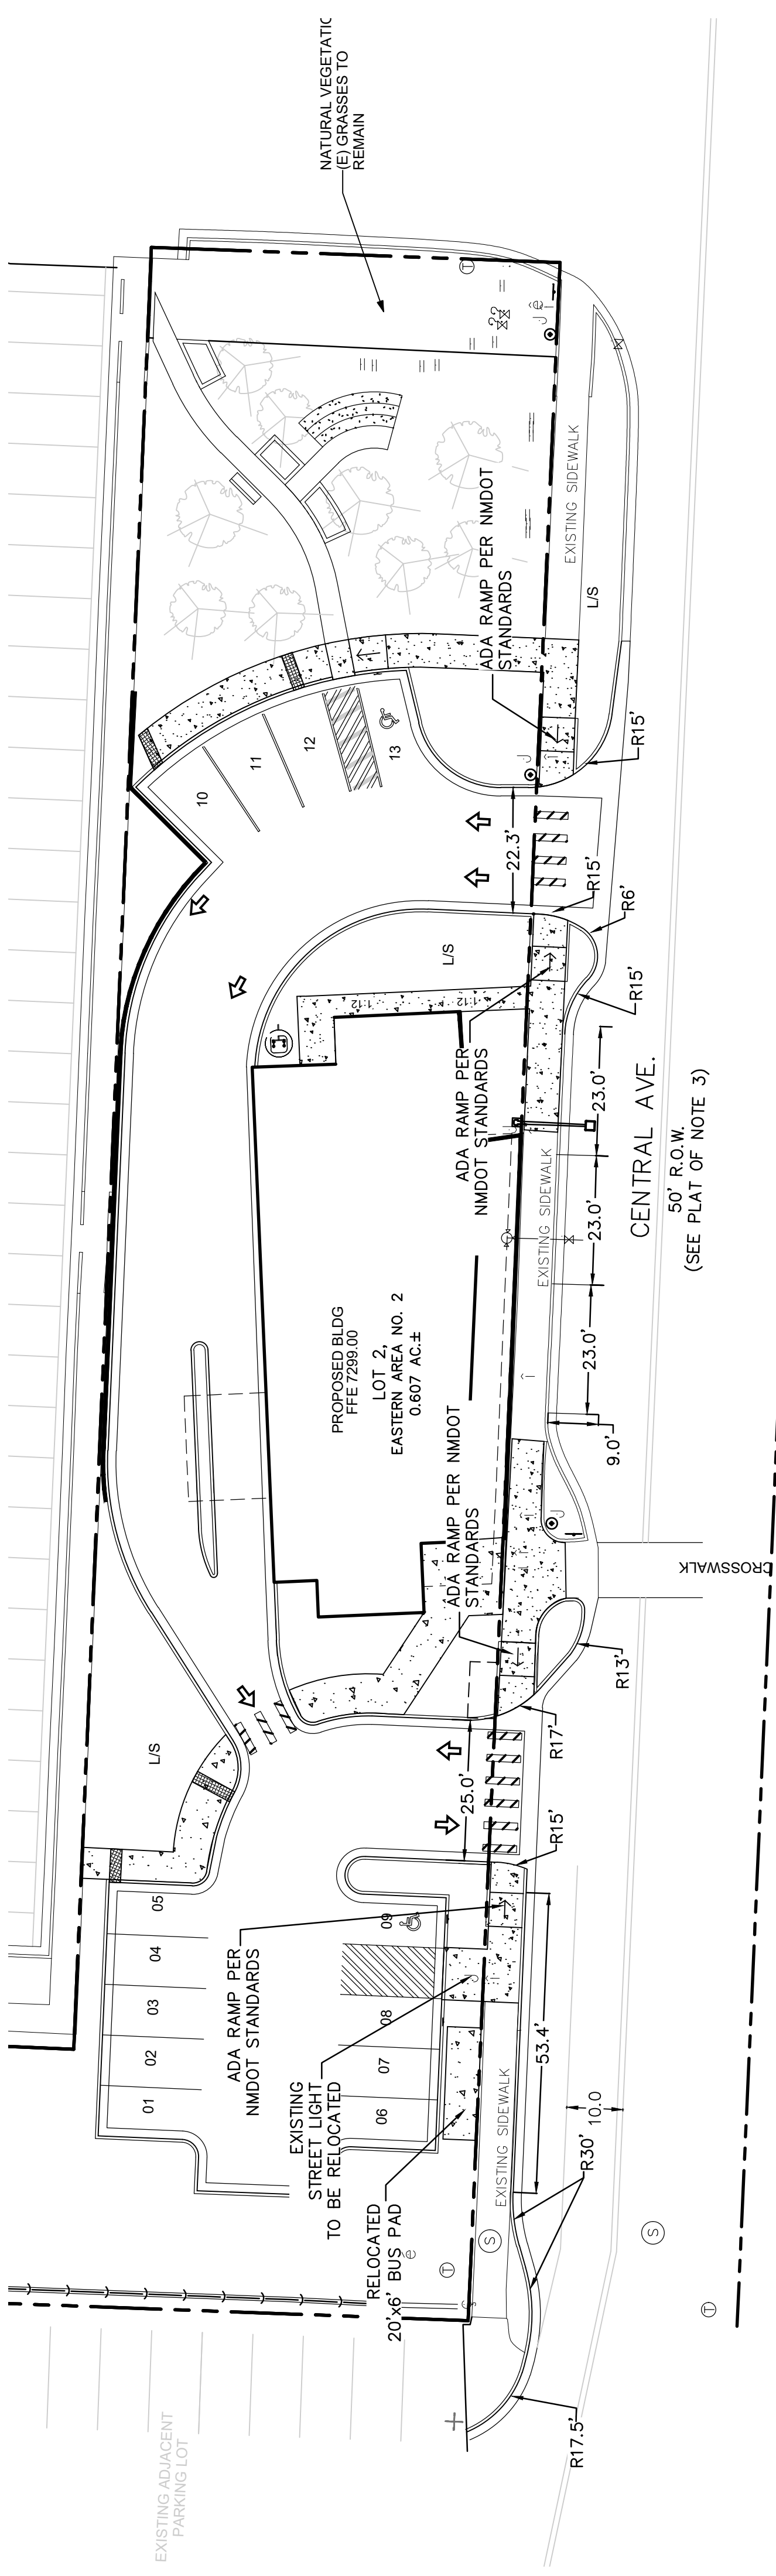 NATURAL VEGETATIC
(E) GRASSES TO
REMAIN
ADA RAMP PER NMDOT
STANDARDS
EXISTING SIDEWALK
L/S
R15'
10
11
12
13
22.3'
R15'
R6'
R15'
L/S
1:12
1:12
ADA RAMP PER
NMDOT STANDARDS
EXISTING SIDEWALK
23.0'
23.0'
23.0'
9.0'
CENTRAL AVE.
50' R.O.W.
(SEE PLAT OF NOTE 3)
PROPOSED BLDG
FFE 7299.00
LOT 2,
EASTERN AREA NO. 2
0.607 AC.±
ADA RAMP PER NMDOT
STANDARDS
CROSSWALK
R13'
R17'
25.0'
R15'
L/S
05
04
03
02
01
09
08
07
06
ADA RAMP PER
NMDOT STANDARDS
EXISTING
STREET LIGHT
TO BE RELOCATED
RELOCATED
20'x6' BUS PAD
EXISTING SIDEWALK
53.4'
10.0
R30'
R17.5'
T
T
T
S
S
J
J
J
J
EXISTING ADJACENT
PARKING LOT